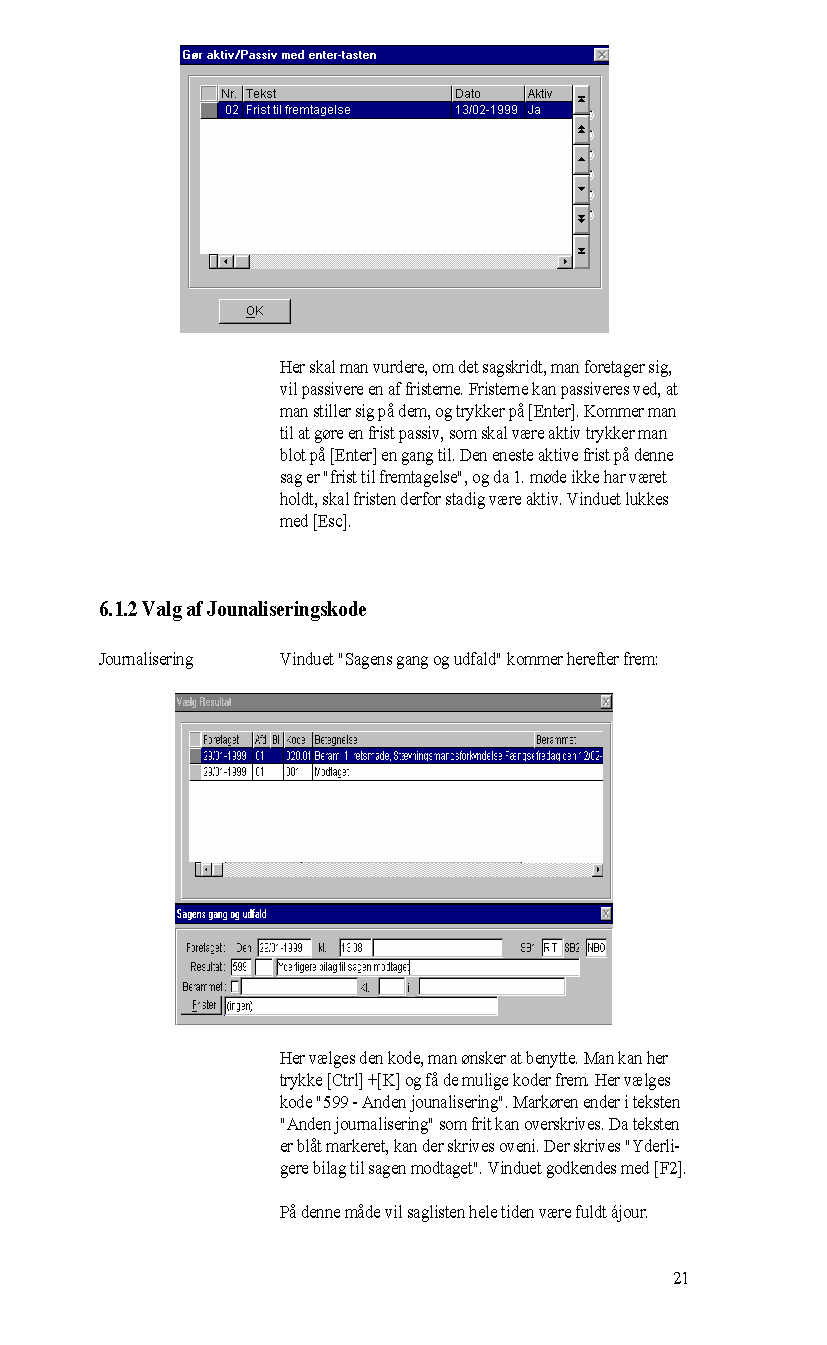 Gør aktiv/Passiv med enter-tasten
Nr. Tekst Dato Aktiv
02 Frist til fremtagelse 13/02-1999 Ja
OK
Her skal man vurdere, om det sagskridt, man foretager sig,
vil passivere en af fristerne. Fristerne kan passiveres ved, at
man stiller sig på dem, og trykker på [Enter]. Kommer man
til at gøre en frist passiv, som skal være aktiv trykker man
blot på [Enter] en gang til. Den eneste aktive frist på denne
sag er "frist til fremtagelse", og da 1. møde ikke har været
holdt, skal fristen derfor stadig være aktiv. Vinduet lukkes
med [Esc].
6.1.2 Valg af Jounaliseringskode
Journalisering Vinduet "Sagens gang og udfald" kommer herefter frem:
Vælg Resultat
Foretaget Afd Bl Kode Betegnelse Berammet
29/01-1999 01 020.01 Beram. 1. retsmøde, Stævningsmandsforkyndelse Fængse fredag den 12/02-
29/01-1999 01 001 Modtaget
Sagens gang og udfald
Foretaget: Den 29/01-1999 kl. 13.08 SB1 RIT SB2 NBO
Resultat: 599 Yderligere bilag til sagen modtaget
Berammet: kl. i
Frister (ingen)
Her vælges den kode, man ønsker at benytte. Man kan her
trykke [Ctrl] +[K] og få de mulige koder frem. Her vælges
kode "599 - Anden jounalisering". Markøren ender i teksten
"Anden journalisering" som frit kan overskrives. Da teksten
er blåt markeret, kan der skrives oveni. Der skrives "Yderli-
gere bilag til sagen modtaget". Vinduet godkendes med [F2].
På denne måde vil saglisten hele tiden være fuldt ájour.
21